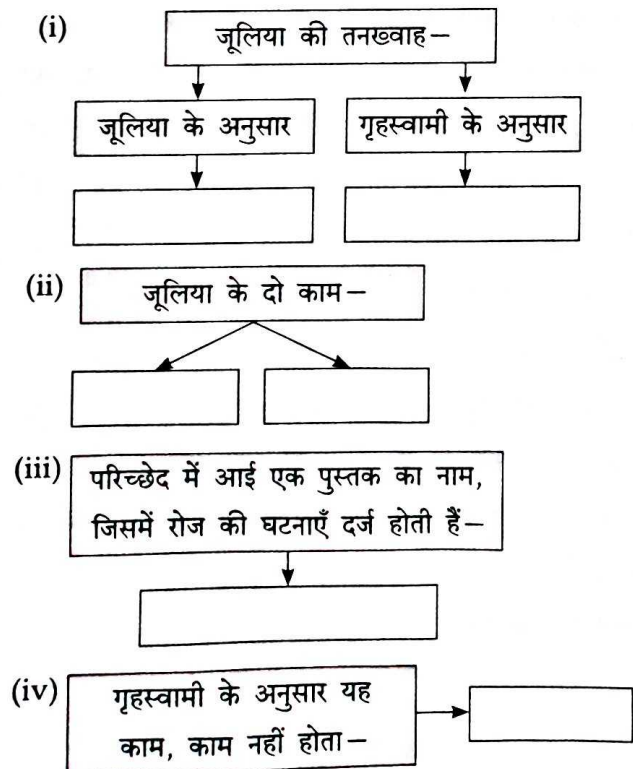 (i) जूलिया की तनख्वाह–
जूलिया के अनुसार
गृहस्वामी के अनुसार
(ii) जूलिया के दो काम–
(iii) परिच्छेद में आई एक पुस्तक का नाम,
जिसमें रोज की घटनाएँ दर्ज होती हैं–
(iv) गृहस्वामी के अनुसार यह
काम, काम नहीं होता–